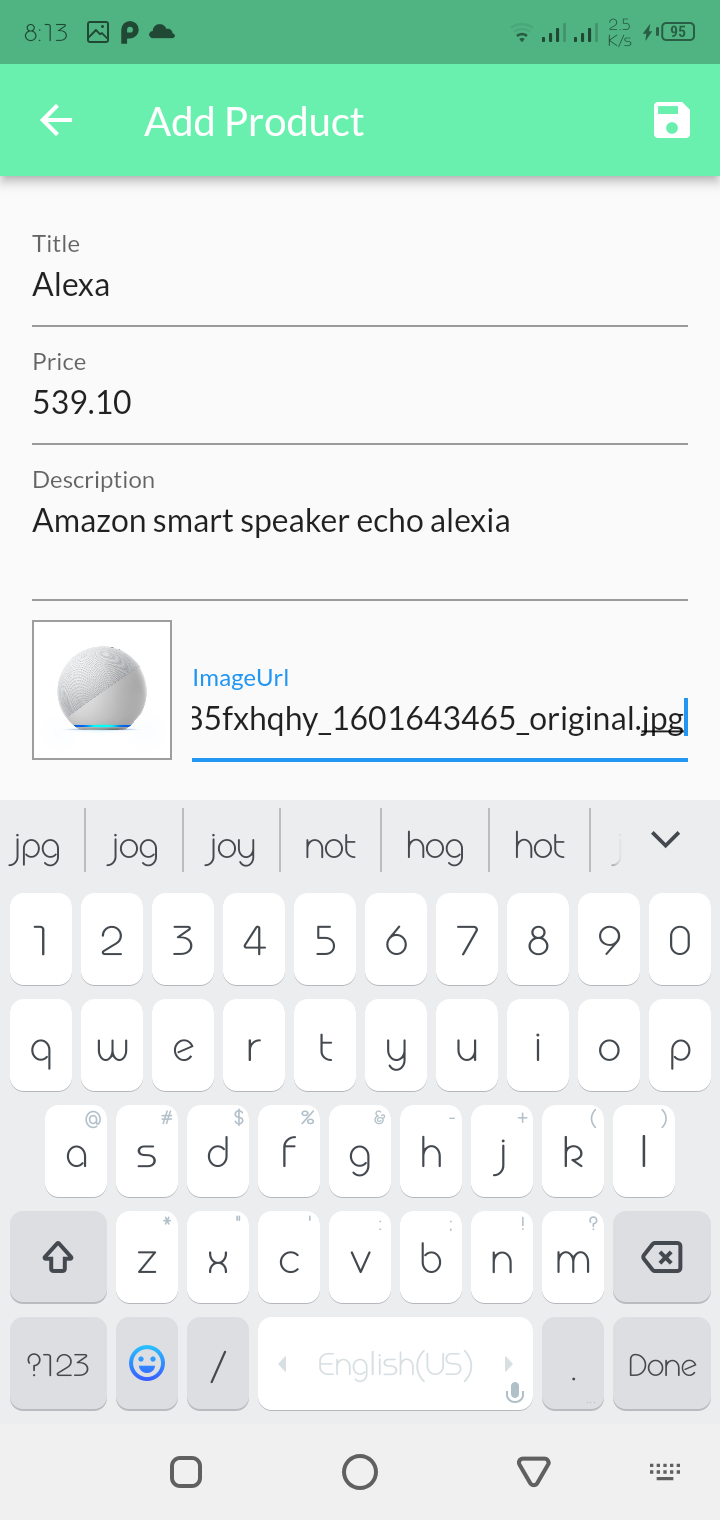 8:13 2.5 K/s 95
Add Product
Title
Alexa
Price
539.10
Description
Amazon smart speaker echo alexia
ImageUrl
35fxhqhy_1601643465_original.jpg
jpg jog joy not hog hot j
1 2 3 4 5 6 7 8 9 0
q w e r t y u i o p
@ # $ % & - + ( )
a s d f g h j k l
* " ' : ; ! ?
z x c v b n m
?123 / English(US) . Done